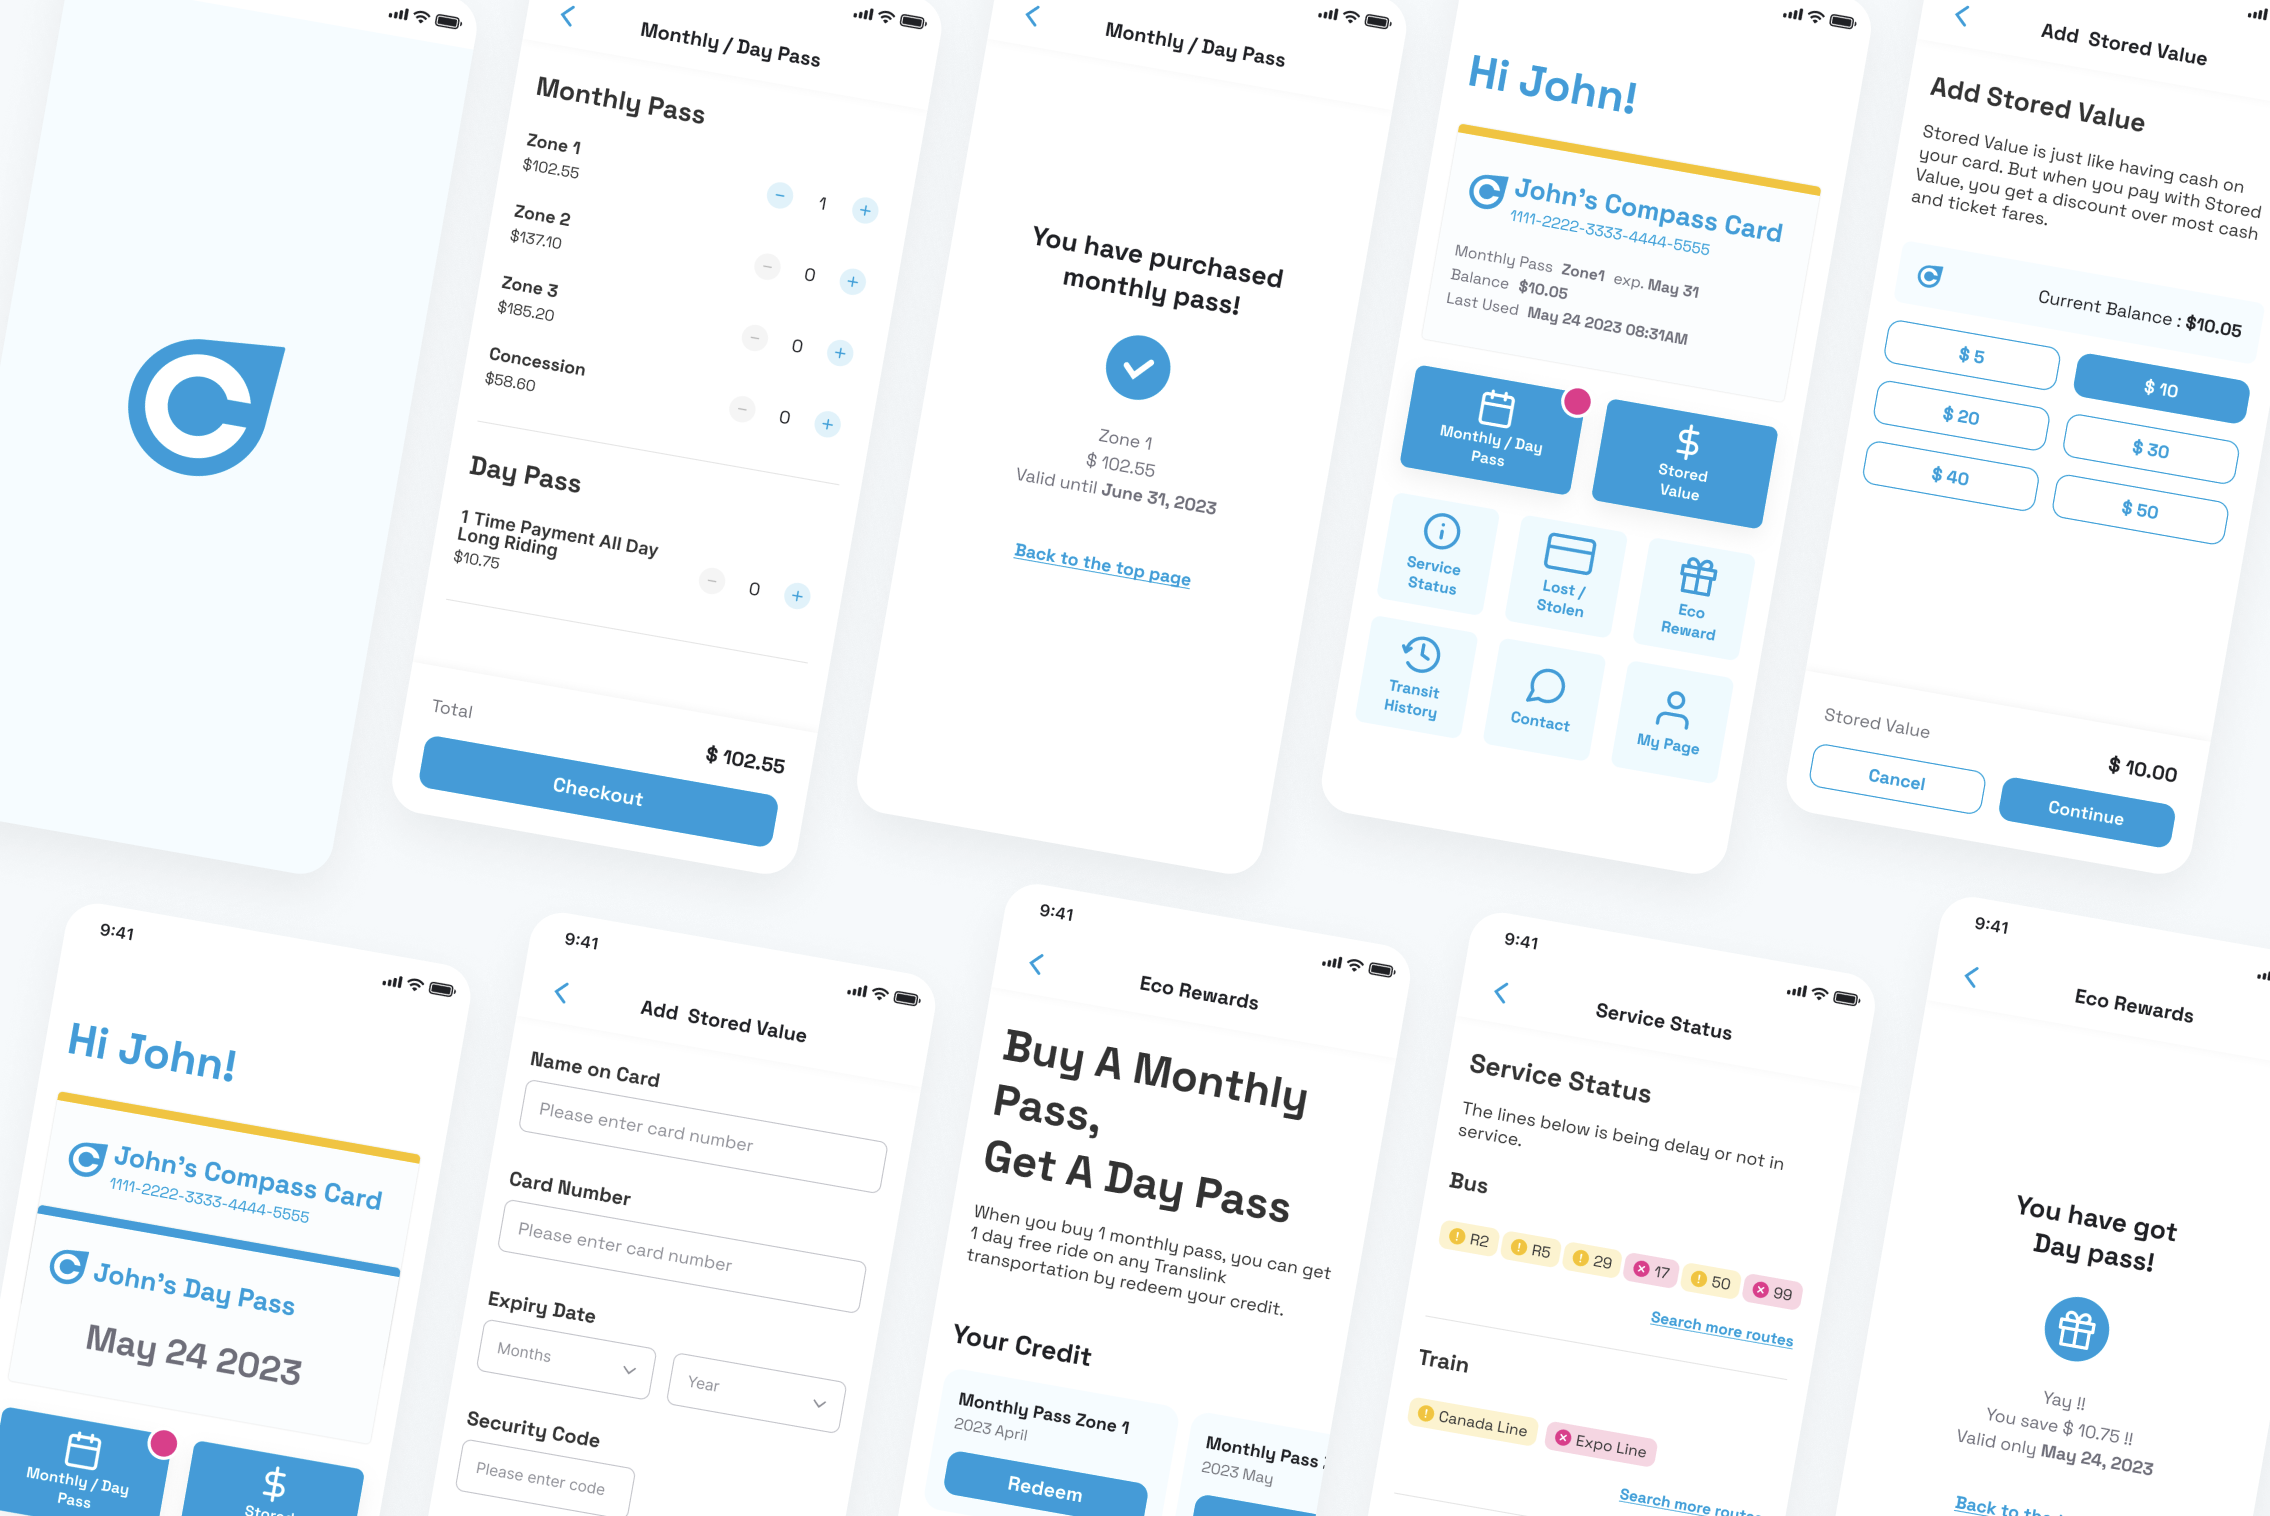 Monthly / Day Pass
Monthly Pass
Zone 1
$102.55
1
Zone 2
$137.10
0
Zone 3
$185.20
0
Concession
$58.60
0
Day Pass
1 Time Payment All Day
Long Riding
$10.75
0
Total
$ 102.55
Checkout
Monthly / Day Pass
You have purchased
monthly pass!
Zone 1
$ 102.55
Valid until June 31, 2023
Back to the top page
Hi John!
John's Compass Card
1111-2222-3333-4444-5555
Monthly Pass Zone1 exp. May 31
Balance $10.05
Last Used May 24 2023 08:31AM
Monthly / Day
Pass
Stored
Value
Service
Status
Lost /
Stolen
Eco
Reward
Transit
History
Contact
My Page
Add Stored Value
Add Stored Value
Stored Value is just like having cash on
your card. But when you pay with Stored
Value, you get a discount over most cash
and ticket fares.
Current Balance : $10.05
$ 5
$ 10
$ 20
$ 30
$ 40
$ 50
Stored Value
$ 10.00
Cancel
Continue
9:41
Hi John!
John's Compass Card
1111-2222-3333-4444-5555
John's Day Pass
May 24 2023
Monthly / Day
Pass
Stored
9:41
Add Stored Value
Name on Card
Please enter card number
Card Number
Please enter card number
Expiry Date
Months
Year
Security Code
Please enter code
9:41
Eco Rewards
Buy A Monthly
Pass,
Get A Day Pass
When you buy 1 monthly pass, you can get
1 day free ride on any Translink
transportation by redeem your credit.
Your Credit
Monthly Pass Zone 1
2023 April
Redeem
Monthly Pass
2023 May
9:41
Service Status
Service Status
The lines below is being delay or not in
service.
Bus
R2
R5
29
17
50
99
Search more routes
Train
Canada Line
Expo Line
Search more route
9:41
Eco Rewards
You have got
Day pass!
Yay !!
You save $ 10.75 !!
Valid only May 24, 2023
Back to the